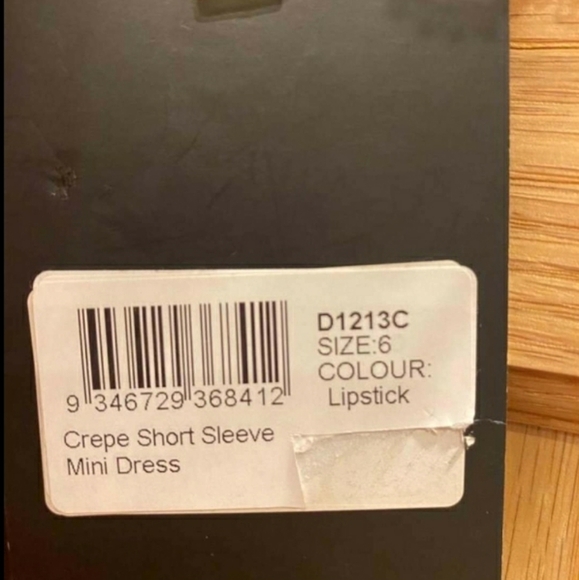 D1213C
SIZE:6
COLOUR:
Lipstick
9 346729 368412
Crepe Short Sleeve
Mini Dress